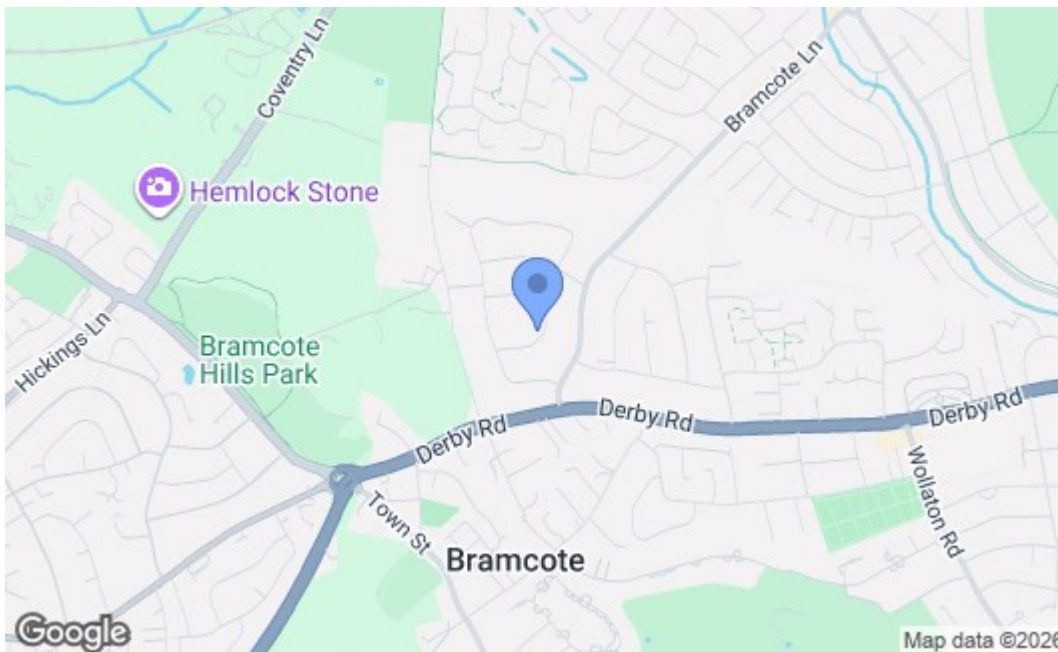 Coventry Ln
Bramcote Ln
Hemlock Stone
Hickings Ln
Bramcote
Hills Park
Derby Rd
Derby Rd
Derby Rd
Wollaton Rd
Town St
Bramcote
Google
Map data ©2026